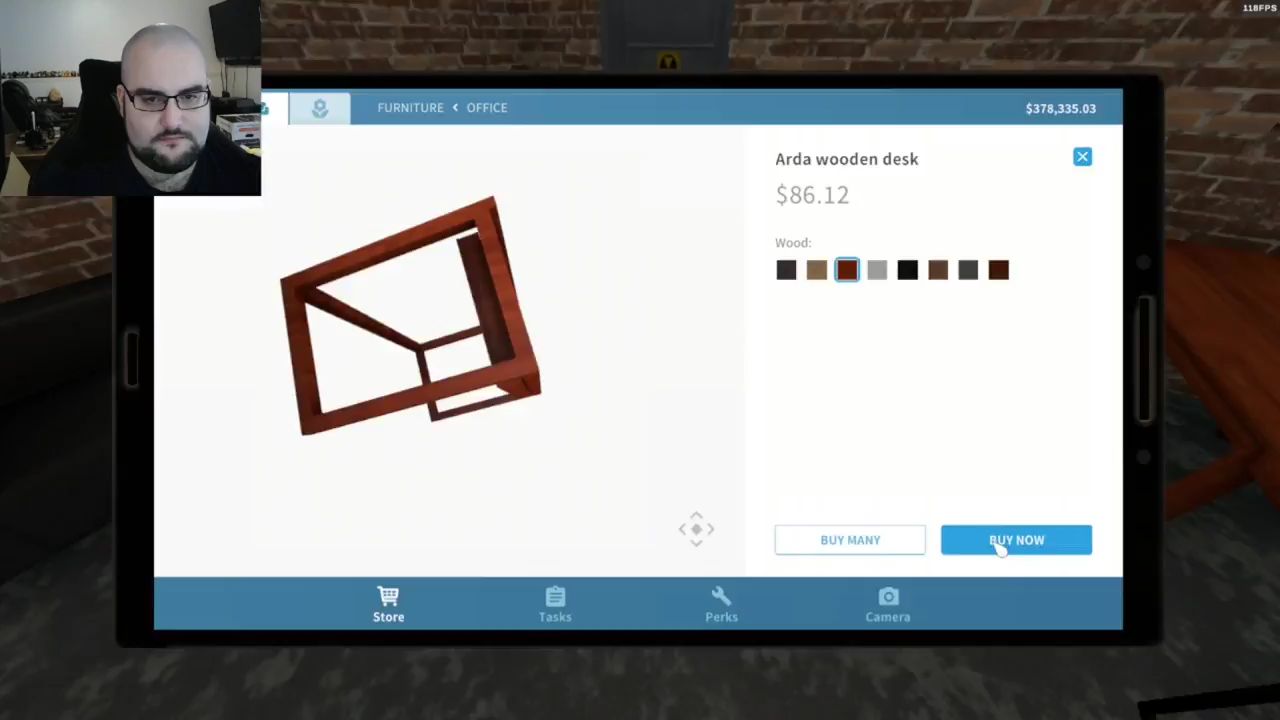 118FPS
FURNITURE < OFFICE
$378,335.03
Arda wooden desk
$86.12
Wood:
BUY MANY
BUY NOW
Store
Tasks
Perks
Camera